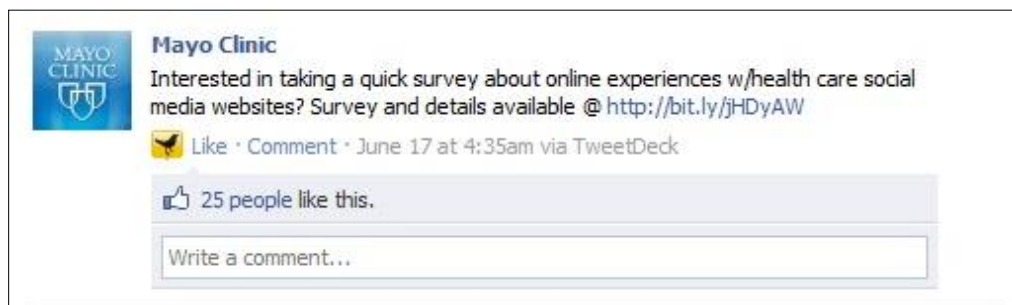 MAYO
CLINIC
Mayo Clinic
Interested in taking a quick survey about online experiences w/health care social
media websites? Survey and details available @ http://bit.ly/jHDyAW
Like · Comment · June 17 at 4:35am via TweetDeck
25 people like this.
Write a comment...